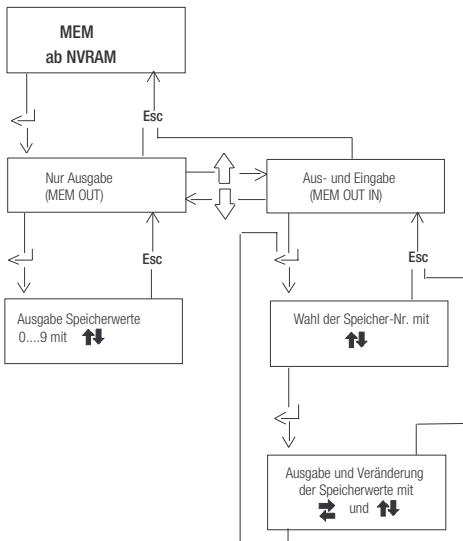 MEM
ab NVRAM
Esc
Nur Ausgabe
(MEM OUT)
Aus- und Eingabe
(MEM OUT IN)
Esc
Esc
Ausgabe Speicherwerte
0....9 mit
Wahl der Speicher-Nr. mit
Ausgabe und Veränderung
der Speicherwerte mit
und